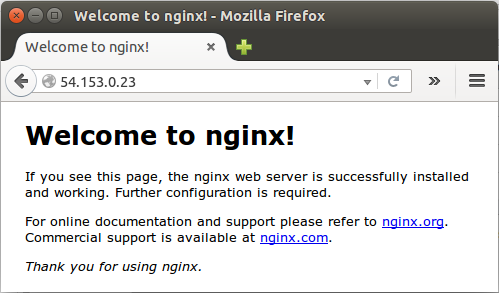 Welcome to nginx! - Mozilla Firefox
Welcome to nginx!
54.153.0.23
Welcome to nginx!
If you see this page, the nginx web server is successfully installed
and working. Further configuration is required.
For online documentation and support please refer to nginx.org.
Commercial support is available at nginx.com.
Thank you for using nginx.